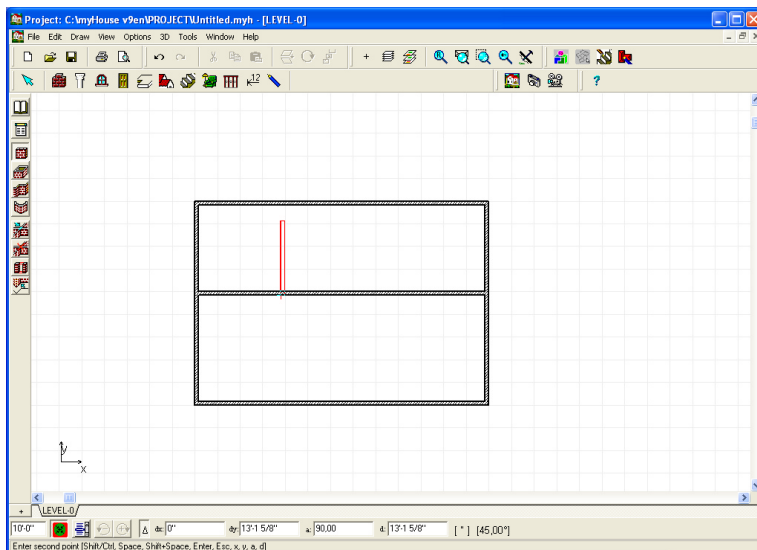 Project: C:\myHouse v9en\PROJECT\Untitled.myh - [LEVEL-0]
File Edit Draw View Options 3D Tools Window Help
12
y
x
+ LEVEL-0
10'-0" Δ dx: 0" dy: 13'-1 5/8" a: 90,00 d: 13'-1 5/8" [ * ] [45,00°]
Enter second point [Shift/Ctrl, Space, Shift+Space, Enter, Esc, x, y, a, d]